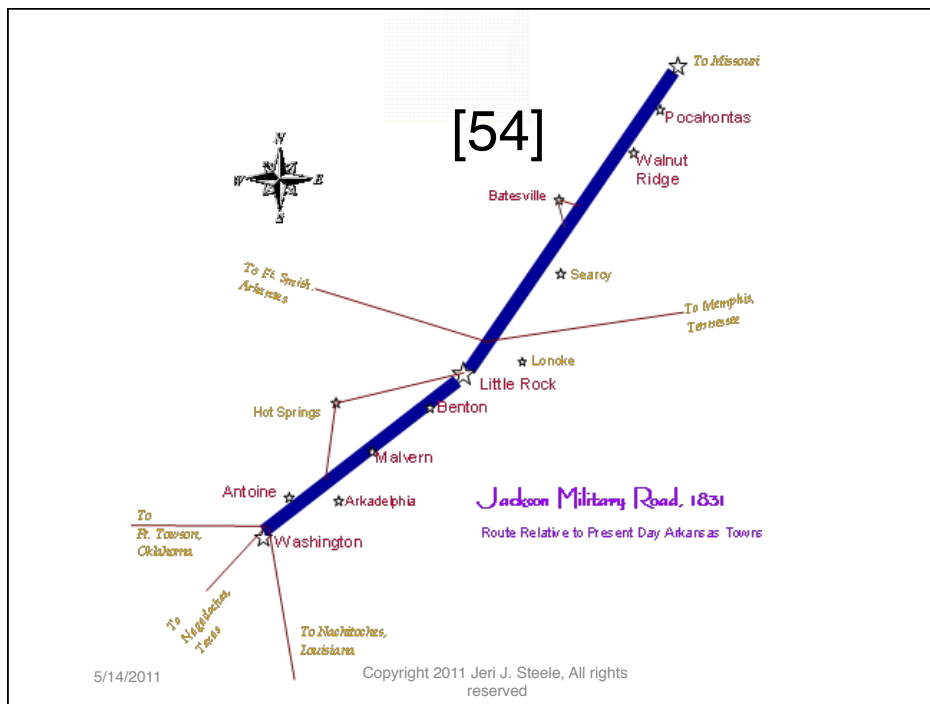 To Missouri
[54]
Pocahontas
N
W
E
S
Walnut
Ridge
Batesville
To Ft. Smith,
Arkansas
Searcy
To Memphis,
Tennessee
Lonoke
Little Rock
Hot Springs
Benton
Malvern
Antoine
Arkadelphia
Jackson Military Road, 1831
Route Relative to Present Day Arkansas Towns
To
Ft. Towson,
Oklahoma
Washington
To
Nagadoches,
Texas
To Nachitoches,
Louisiana
5/14/2011
Copyright 2011 Jeri J. Steele, All rights
reserved